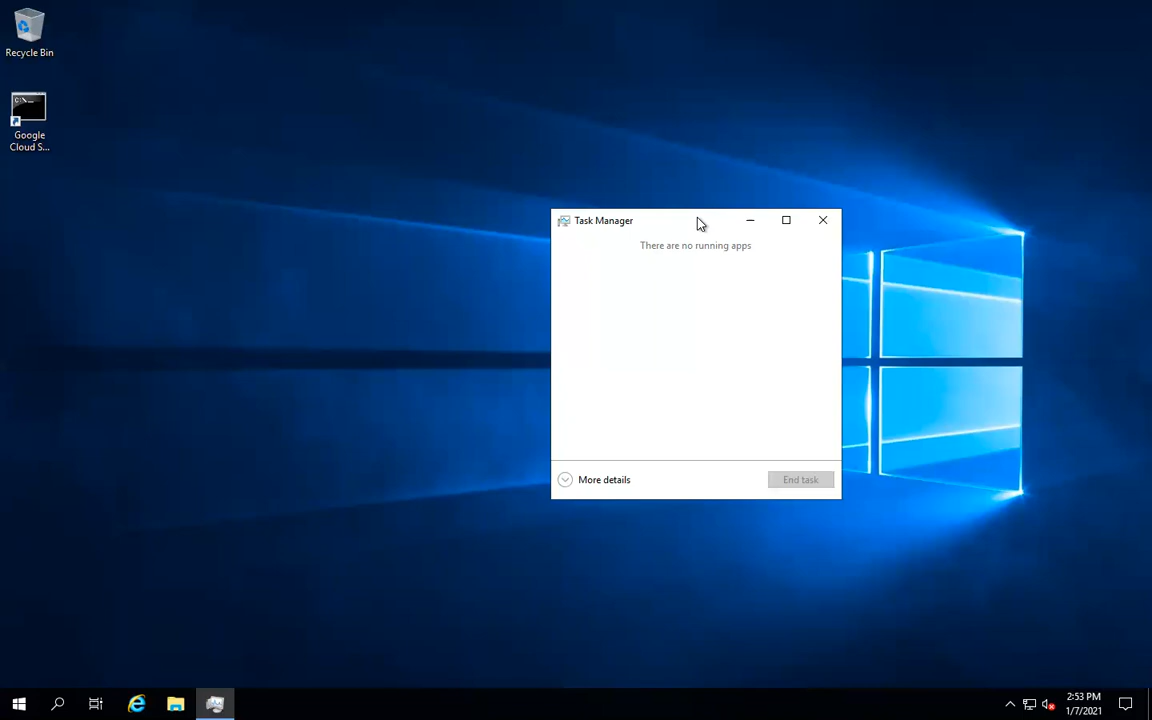 Recycle Bin
C:\...
Google
Cloud S...
Task Manager
There are no running apps
More details
End task
2:53 PM
1/7/2021